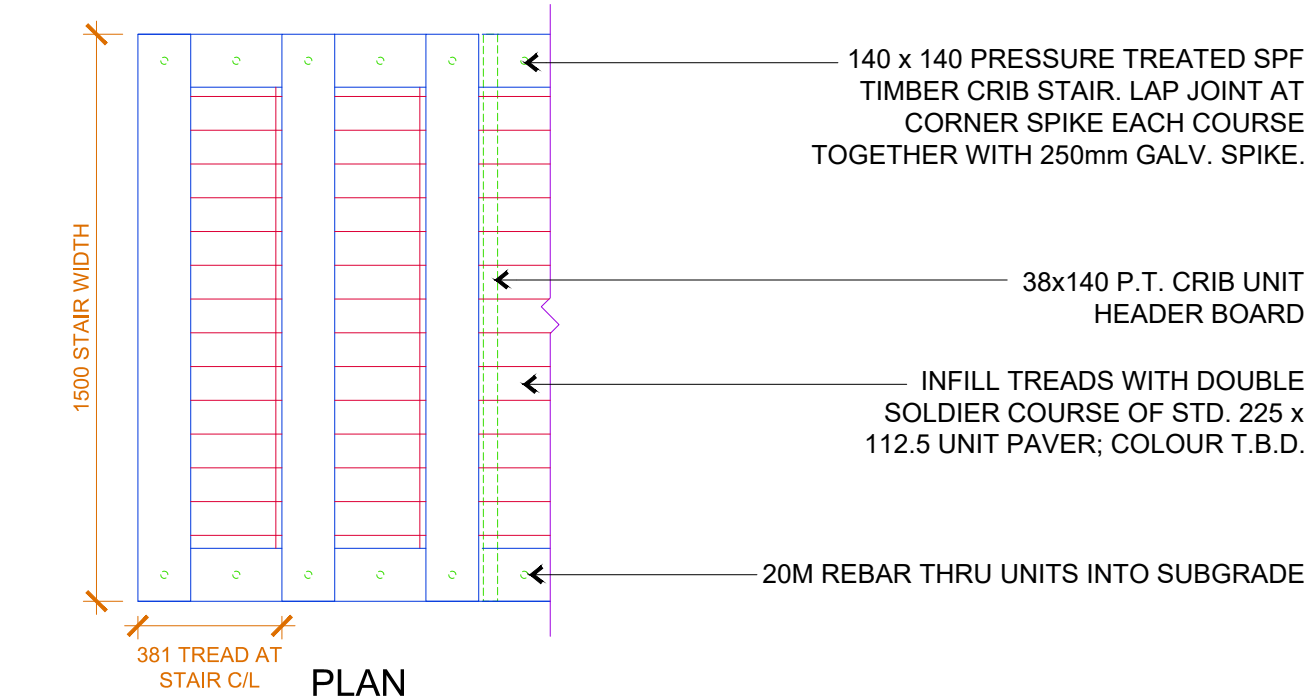 140 x 140 PRESSURE TREATED SPF
TIMBER CRIB STAIR. LAP JOINT AT
CORNER SPIKE EACH COURSE
TOGETHER WITH 250mm GALV. SPIKE.
1500 STAIR WIDTH
38x140 P.T. CRIB UNIT
HEADER BOARD
INFILL TREADS WITH DOUBLE
SOLDIER COURSE OF STD. 225 x
112.5 UNIT PAVER; COLOUR T.B.D.
20M REBAR THRU UNITS INTO SUBGRADE
381 TREAD AT
STAIR C/L
PLAN